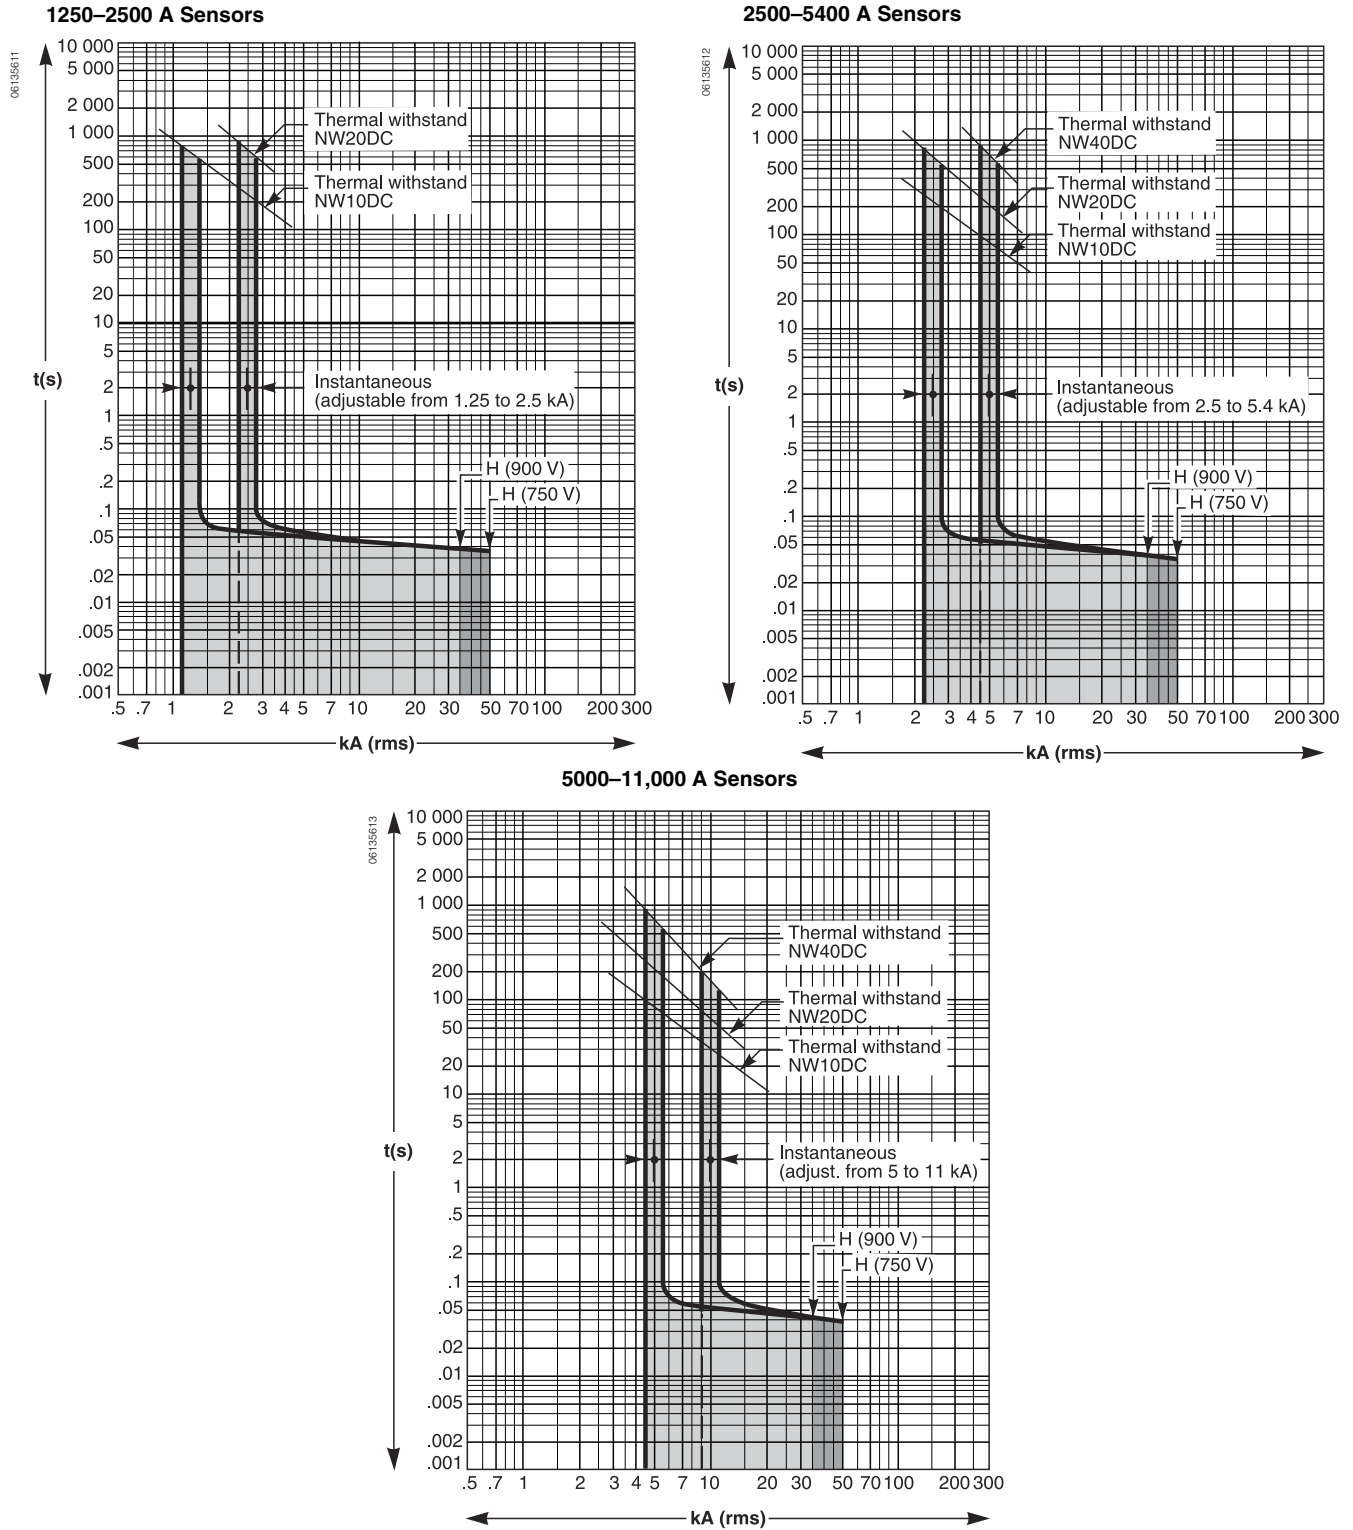 1250–2500 A Sensors
06135611
10 000
5 000
2 000
1 000
500
200
100
50
20
10
5
2
1
.5
.2
.1
.05
.02
.01
.005
.002
.001
t(s)
Thermal withstand
NW20DC
Thermal withstand
NW10DC
Instantaneous
(adjustable from 1.25 to 2.5 kA)
H (900 V)
H (750 V)
.5 .7 1 2 3 4 5 7 10 20 30 50 70 100 200 300
kA (rms)
2500–5400 A Sensors
06135612
10 000
5 000
2 000
1 000
500
200
100
50
20
10
5
2
1
.5
.2
.1
.05
.02
.01
.005
.002
.001
t(s)
Thermal withstand
NW40DC
Thermal withstand
NW20DC
Thermal withstand
NW10DC
Instantaneous
(adjustable from 2.5 to 5.4 kA)
H (900 V)
H (750 V)
.5 .7 1 2 3 4 5 7 10 20 30 50 70 100 200 300
kA (rms)
5000–11,000 A Sensors
06135613
10 000
5 000
2 000
1 000
500
200
100
50
20
10
5
2
1
.5
.2
.1
.05
.02
.01
.005
.002
.001
t(s)
Thermal withstand
NW40DC
Thermal withstand
NW20DC
Thermal withstand
NW10DC
Instantaneous
(adjust. from 5 to 11 kA)
H (900 V)
H (750 V)
.5 .7 1 2 3 4 5 7 10 20 30 50 70 100 200 300
kA (rms)